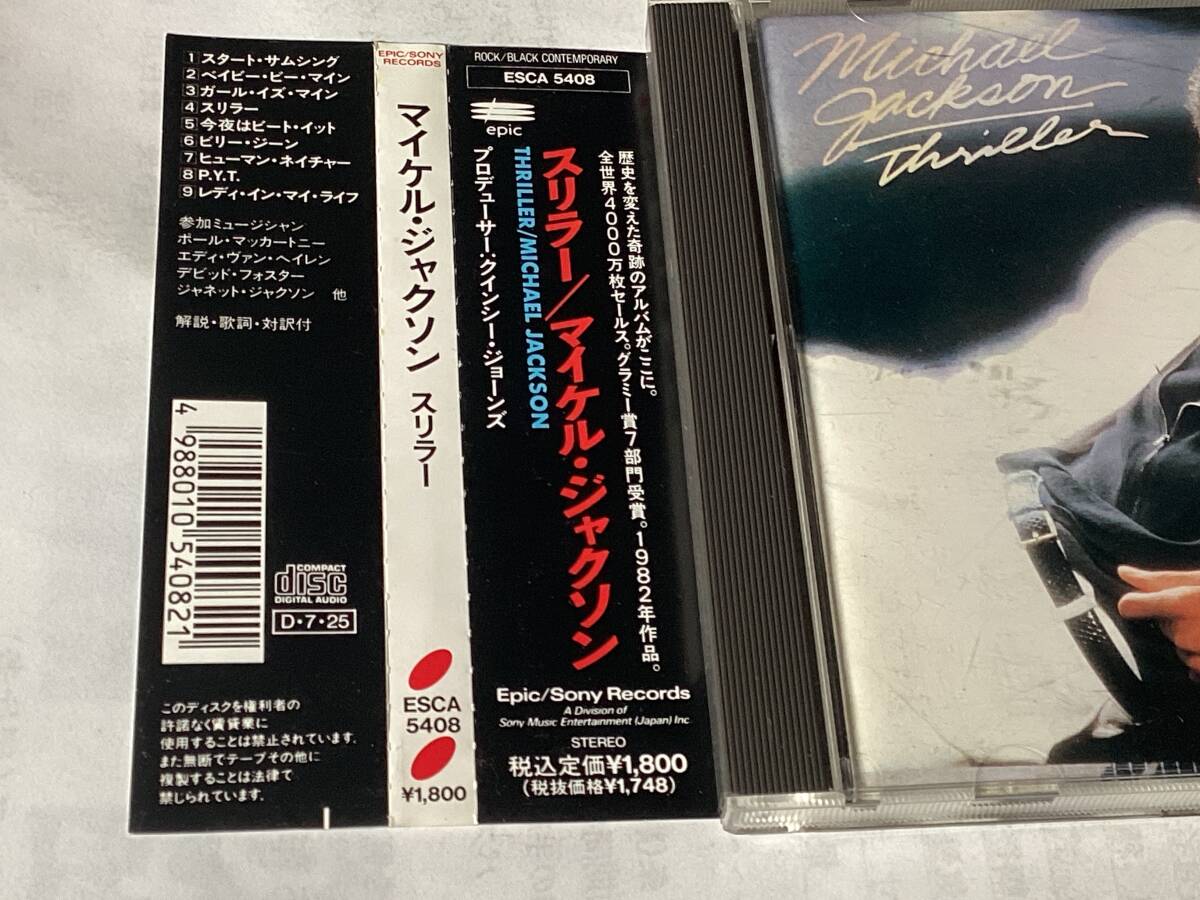 1 スタート・サムシング
2 ベイビー・ビー・マイン
3 ガール・イズ・マイン
4 スリラー
5 今夜はビート・イット
6 ビリー・ジーン
7 ヒューマン・ネイチャー
8 P.Y.T.
9 レディ・イン・マイ・ライフ
参加ミュージシャン
ポール・マッカートニー
エディ・ヴァン・ヘイレン
デビッド・フォスター
ジャネット・ジャクソン 他
解説・歌詞・対訳付
4 988010 540821
COMPACT
disc
DIGITAL AUDIO
D・7・25
このディスクを権利者の
許諾なく賃貸業に
使用することは禁止されています.
また無断でテープその他に
複製することは法律で
禁じられています.
EPIC/SONY
RECORDS
マイケル・ジャクソン スリラー
ESCA
5408
¥1,800
ROCK/BLACK CONTEMPORARY
ESCA 5408
epic
歴史を変えた奇跡のアルバムがここに。
全世界4000万枚セールス。グラミー賞7部門受賞。1982年作品。
スリラー/マイケル・ジャクソン
THRILLER/MICHAEL JACKSON
プロデューサー:クインシー・ジョーンズ
Epic/Sony Records
A Division of
Sony Music Entertainment (Japan) Inc.
STEREO
税込定価¥1,800
(税抜価格¥1,748)
Michael
Jackson
Thriller